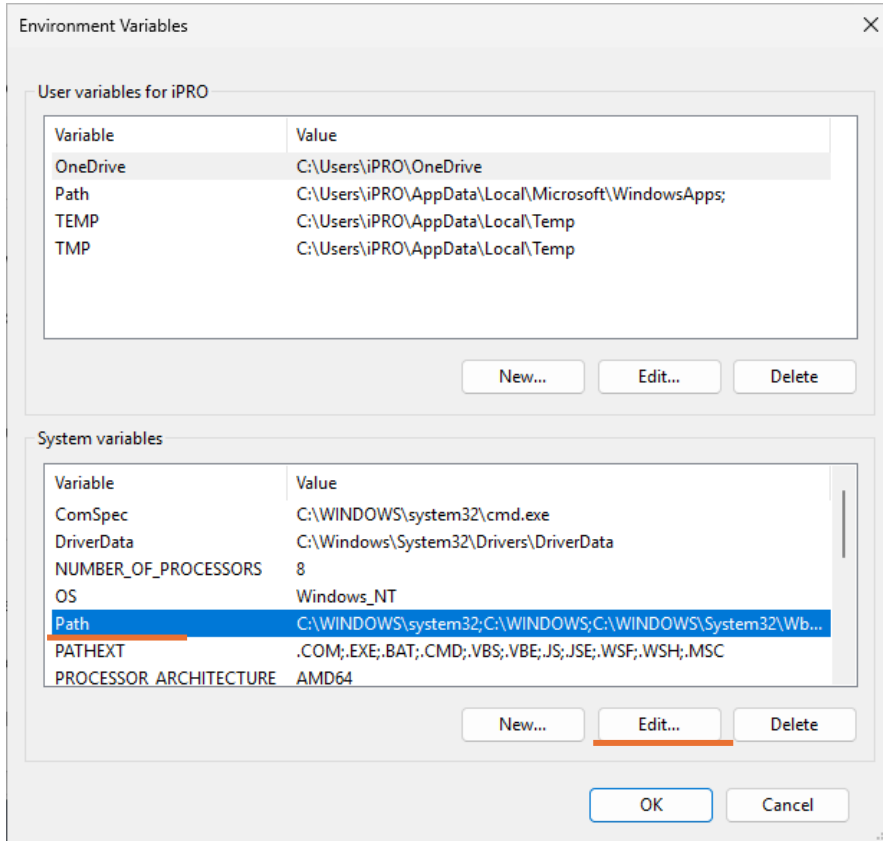 Environment Variables
User variables for iPRO
Variable Value
OneDrive C:\Users\iPRO\OneDrive
Path C:\Users\iPRO\AppData\Local\Microsoft\WindowsApps;
TEMP C:\Users\iPRO\AppData\Local\Temp
TMP C:\Users\iPRO\AppData\Local\Temp
New... Edit... Delete
System variables
Variable Value
ComSpec C:\WINDOWS\system32\cmd.exe
DriverData C:\Windows\System32\Drivers\DriverData
NUMBER_OF_PROCESSORS 8
OS Windows_NT
Path C:\WINDOWS\system32;C:\WINDOWS;C:\WINDOWS\System32\Wb...
PATHEXT .COM;.EXE;.BAT;.CMD;.VBS;.VBE;.JS;.JSE;.WSF;.WSH;.MSC
PROCESSOR_ARCHITECTURE AMD64
New... Edit... Delete
OK Cancel